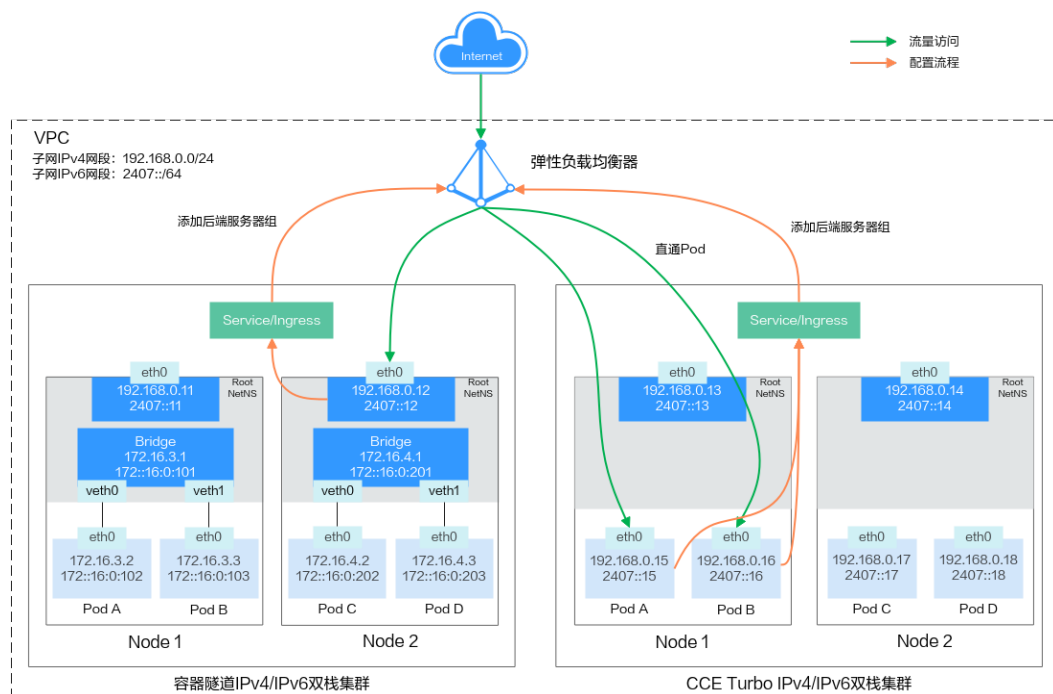 Internet
流量访问
配置流程
VPC
子网IPv4网段：192.168.0.0/24
子网IPv6网段：2407::/64
弹性负载均衡器
添加后端服务器组
添加后端服务器组
直通Pod
Service/Ingress
Service/Ingress
eth0
192.168.0.11
2407::11
Root
NetNS
eth0
192.168.0.12
2407::12
Root
NetNS
eth0
192.168.0.13
2407::13
Root
NetNS
eth0
192.168.0.14
2407::14
Root
NetNS
Bridge
172.16.3.1
172::16:0:101
Bridge
172.16.4.1
172::16:0:201
veth0
veth1
veth0
veth1
eth0
172.16.3.2
172::16:0:102
Pod A
eth0
172.16.3.3
172::16:0:103
Pod B
eth0
172.16.4.2
172::16:0:202
Pod C
eth0
172.16.4.3
172::16:0:203
Pod D
eth0
192.168.0.15
2407::15
Pod A
eth0
192.168.0.16
2407::16
Pod B
eth0
192.168.0.17
2407::17
Pod C
eth0
192.168.0.18
2407::18
Pod D
Node 1
Node 2
Node 1
Node 2
容器隧道IPv4/IPv6双栈集群
CCE Turbo IPv4/IPv6双栈集群